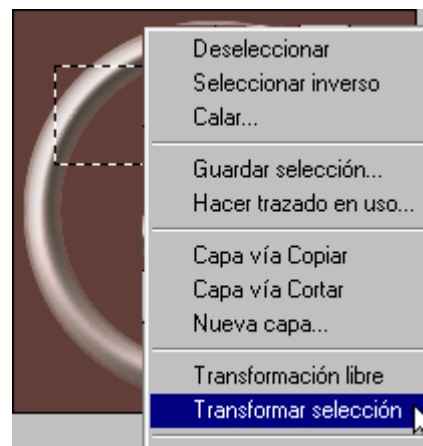 Deseleccionar
Seleccionar inverso
Calar...
Guardar selección...
Hacer trazado en uso...
Capa vía Copiar
Capa vía Cortar
Nueva capa...
Transformación libre
Transformar selección